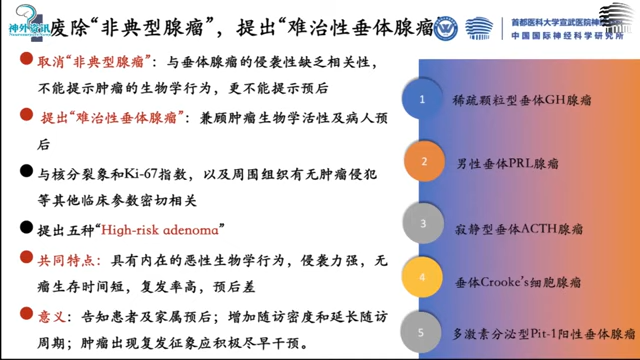 神外资讯
废除“非典型腺瘤”，提出“难治性垂体腺瘤
首都医科大学宣武医院神经
中国国际神经科学研究所
取消“非典型腺瘤”：与垂体腺瘤的侵袭性缺乏相关性，
不能提示肿瘤的生物学行为，更不能提示预后
提出“难治性垂体腺瘤”：兼顾肿瘤生物学活性及病人预
后
与核分裂象和Ki-67指数，以及周围组织有无肿瘤侵犯
等其他临床参数密切相关
提出五种“High-risk adenoma”
共同特点：具有内在的恶性生物学行为，侵袭力强，无
瘤生存时间短，复发率高，预后差
意义：告知患者及家属预后；增加随访密度和延长随访
周期；肿瘤出现复发征象应积极尽早干预。
1 稀疏颗粒型垂体GH腺瘤
2 男性垂体PRL腺瘤
3 寂静型垂体ACTH腺瘤
4 垂体Crooke's细胞腺瘤
5 多激素分泌型Pit-1阳性垂体腺瘤